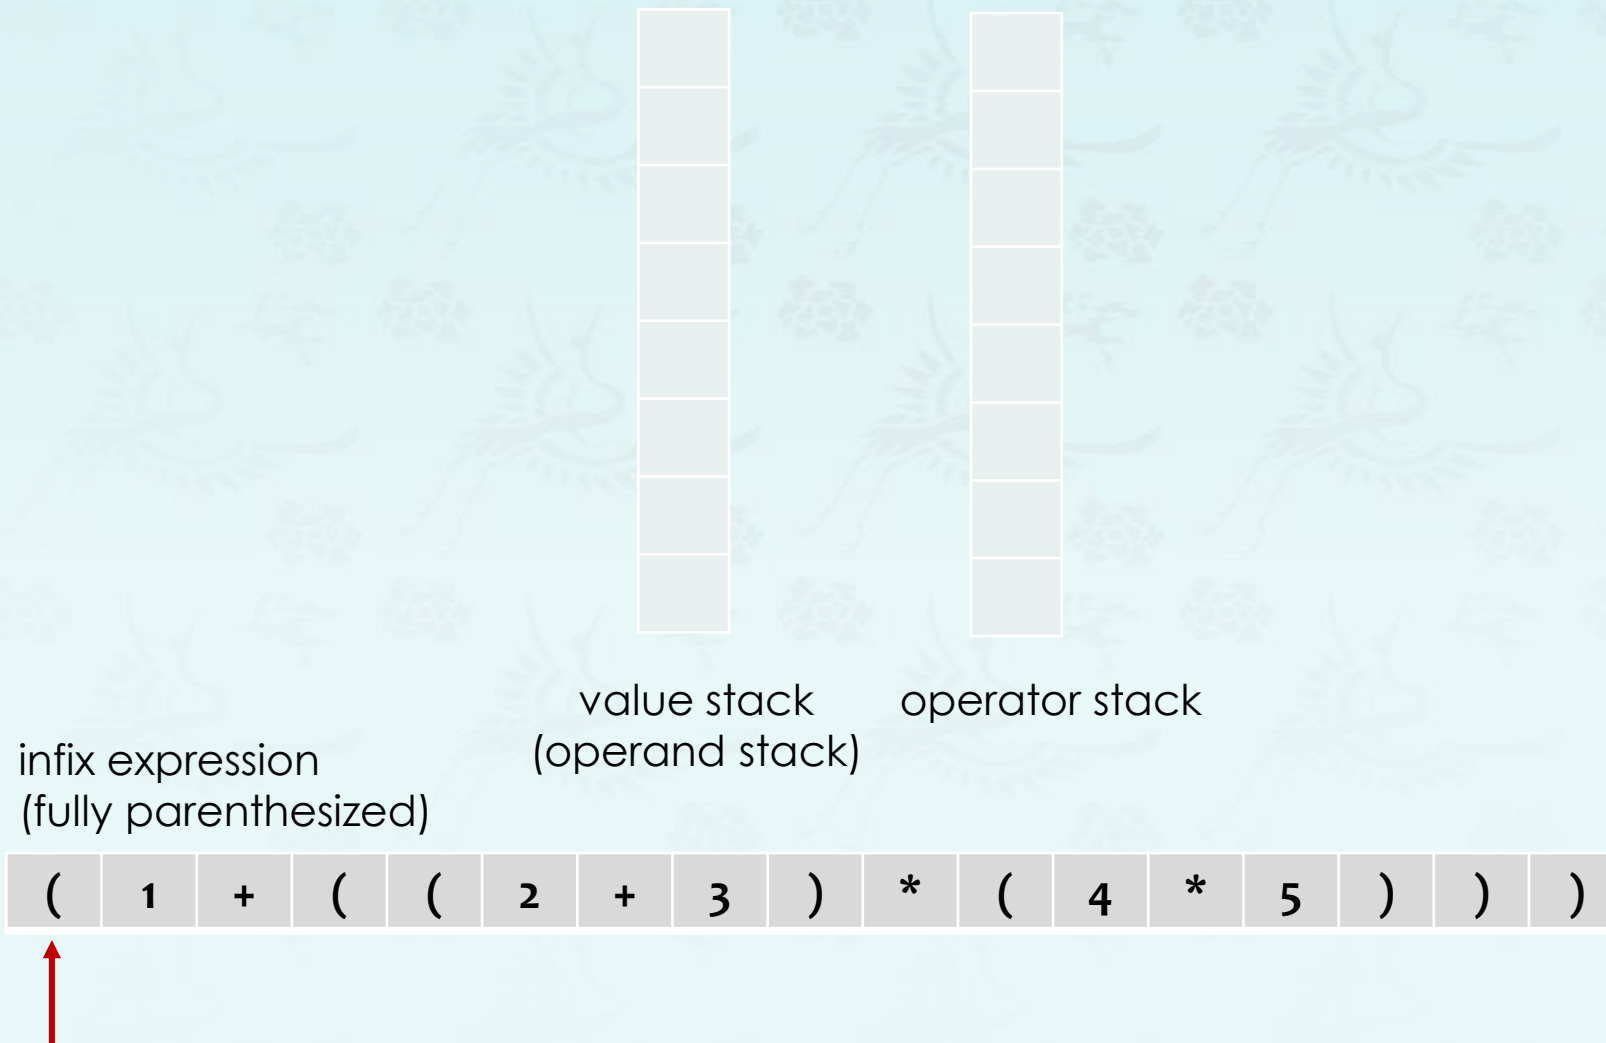 value stack
(operand stack)
operator stack
infix expression
(fully parenthesized)
( 1 + ( ( 2 + 3 ) * ( 4 * 5 ) ) )